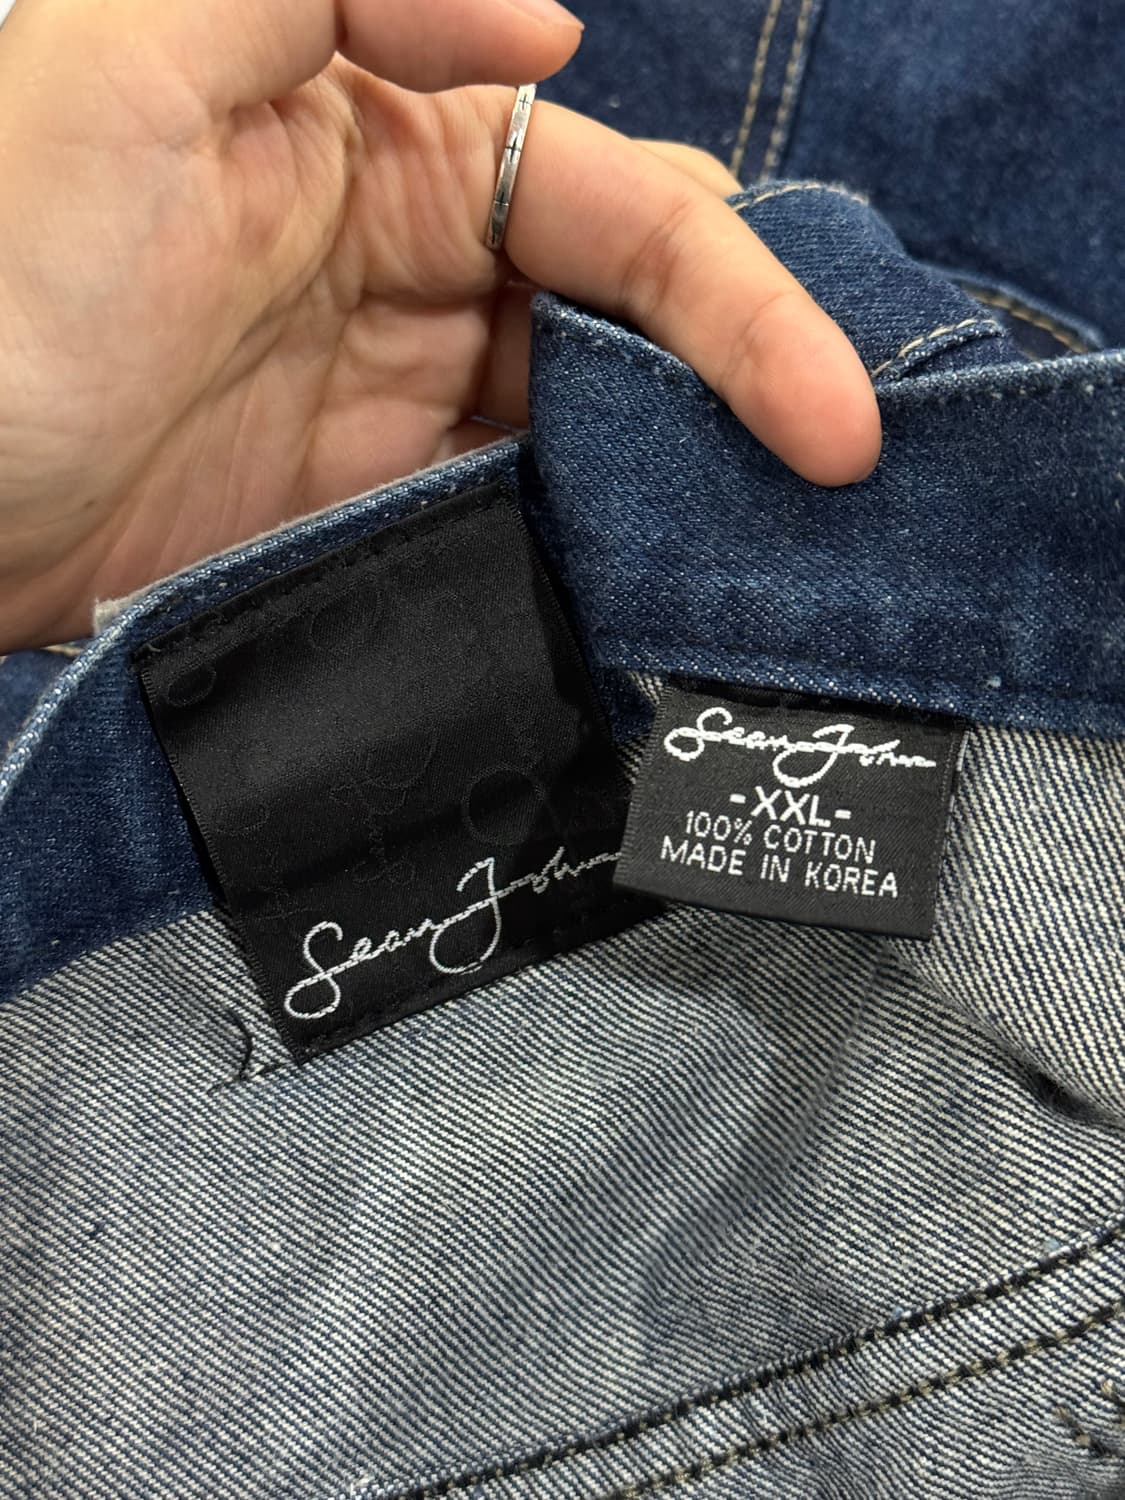 Sean John
Sean John
-XXL-
100% COTTON
MADE IN KOREA